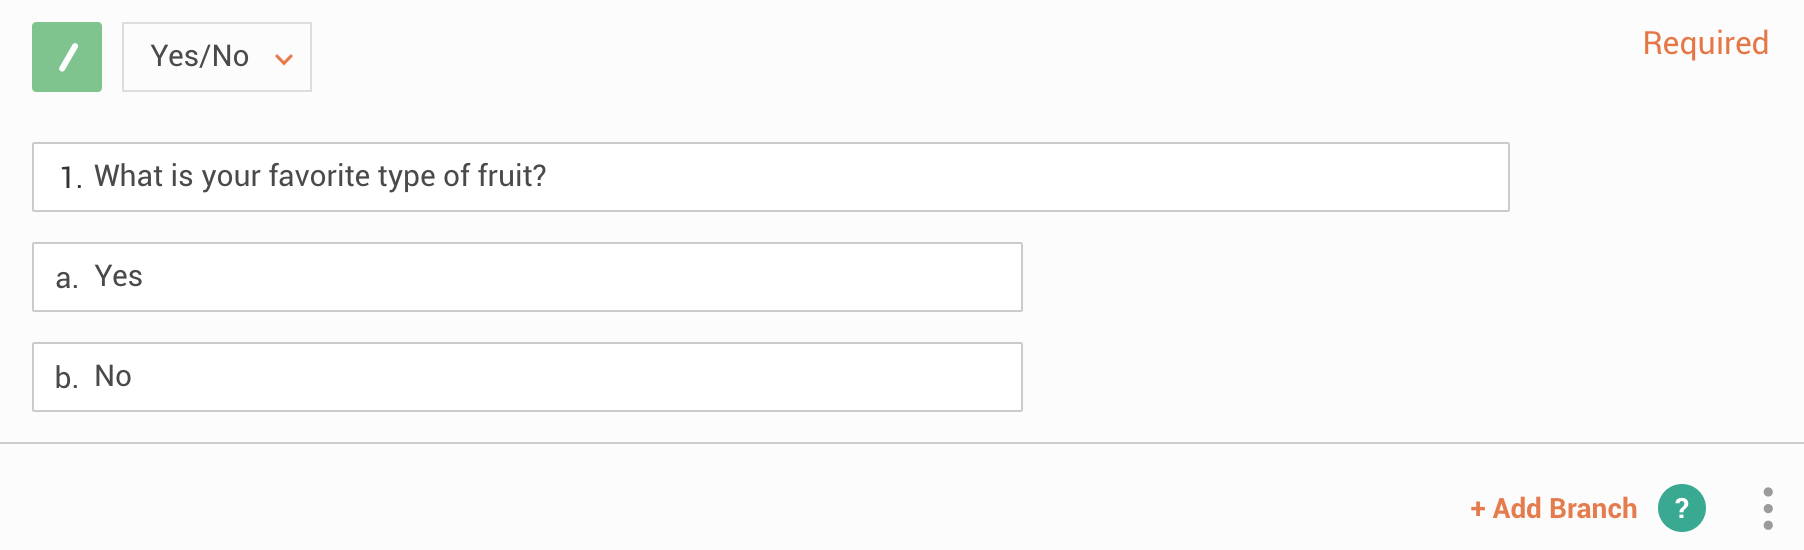 Yes/No
Required
1. What is your favorite type of fruit?
a. Yes
b. No
+ Add Branch ?